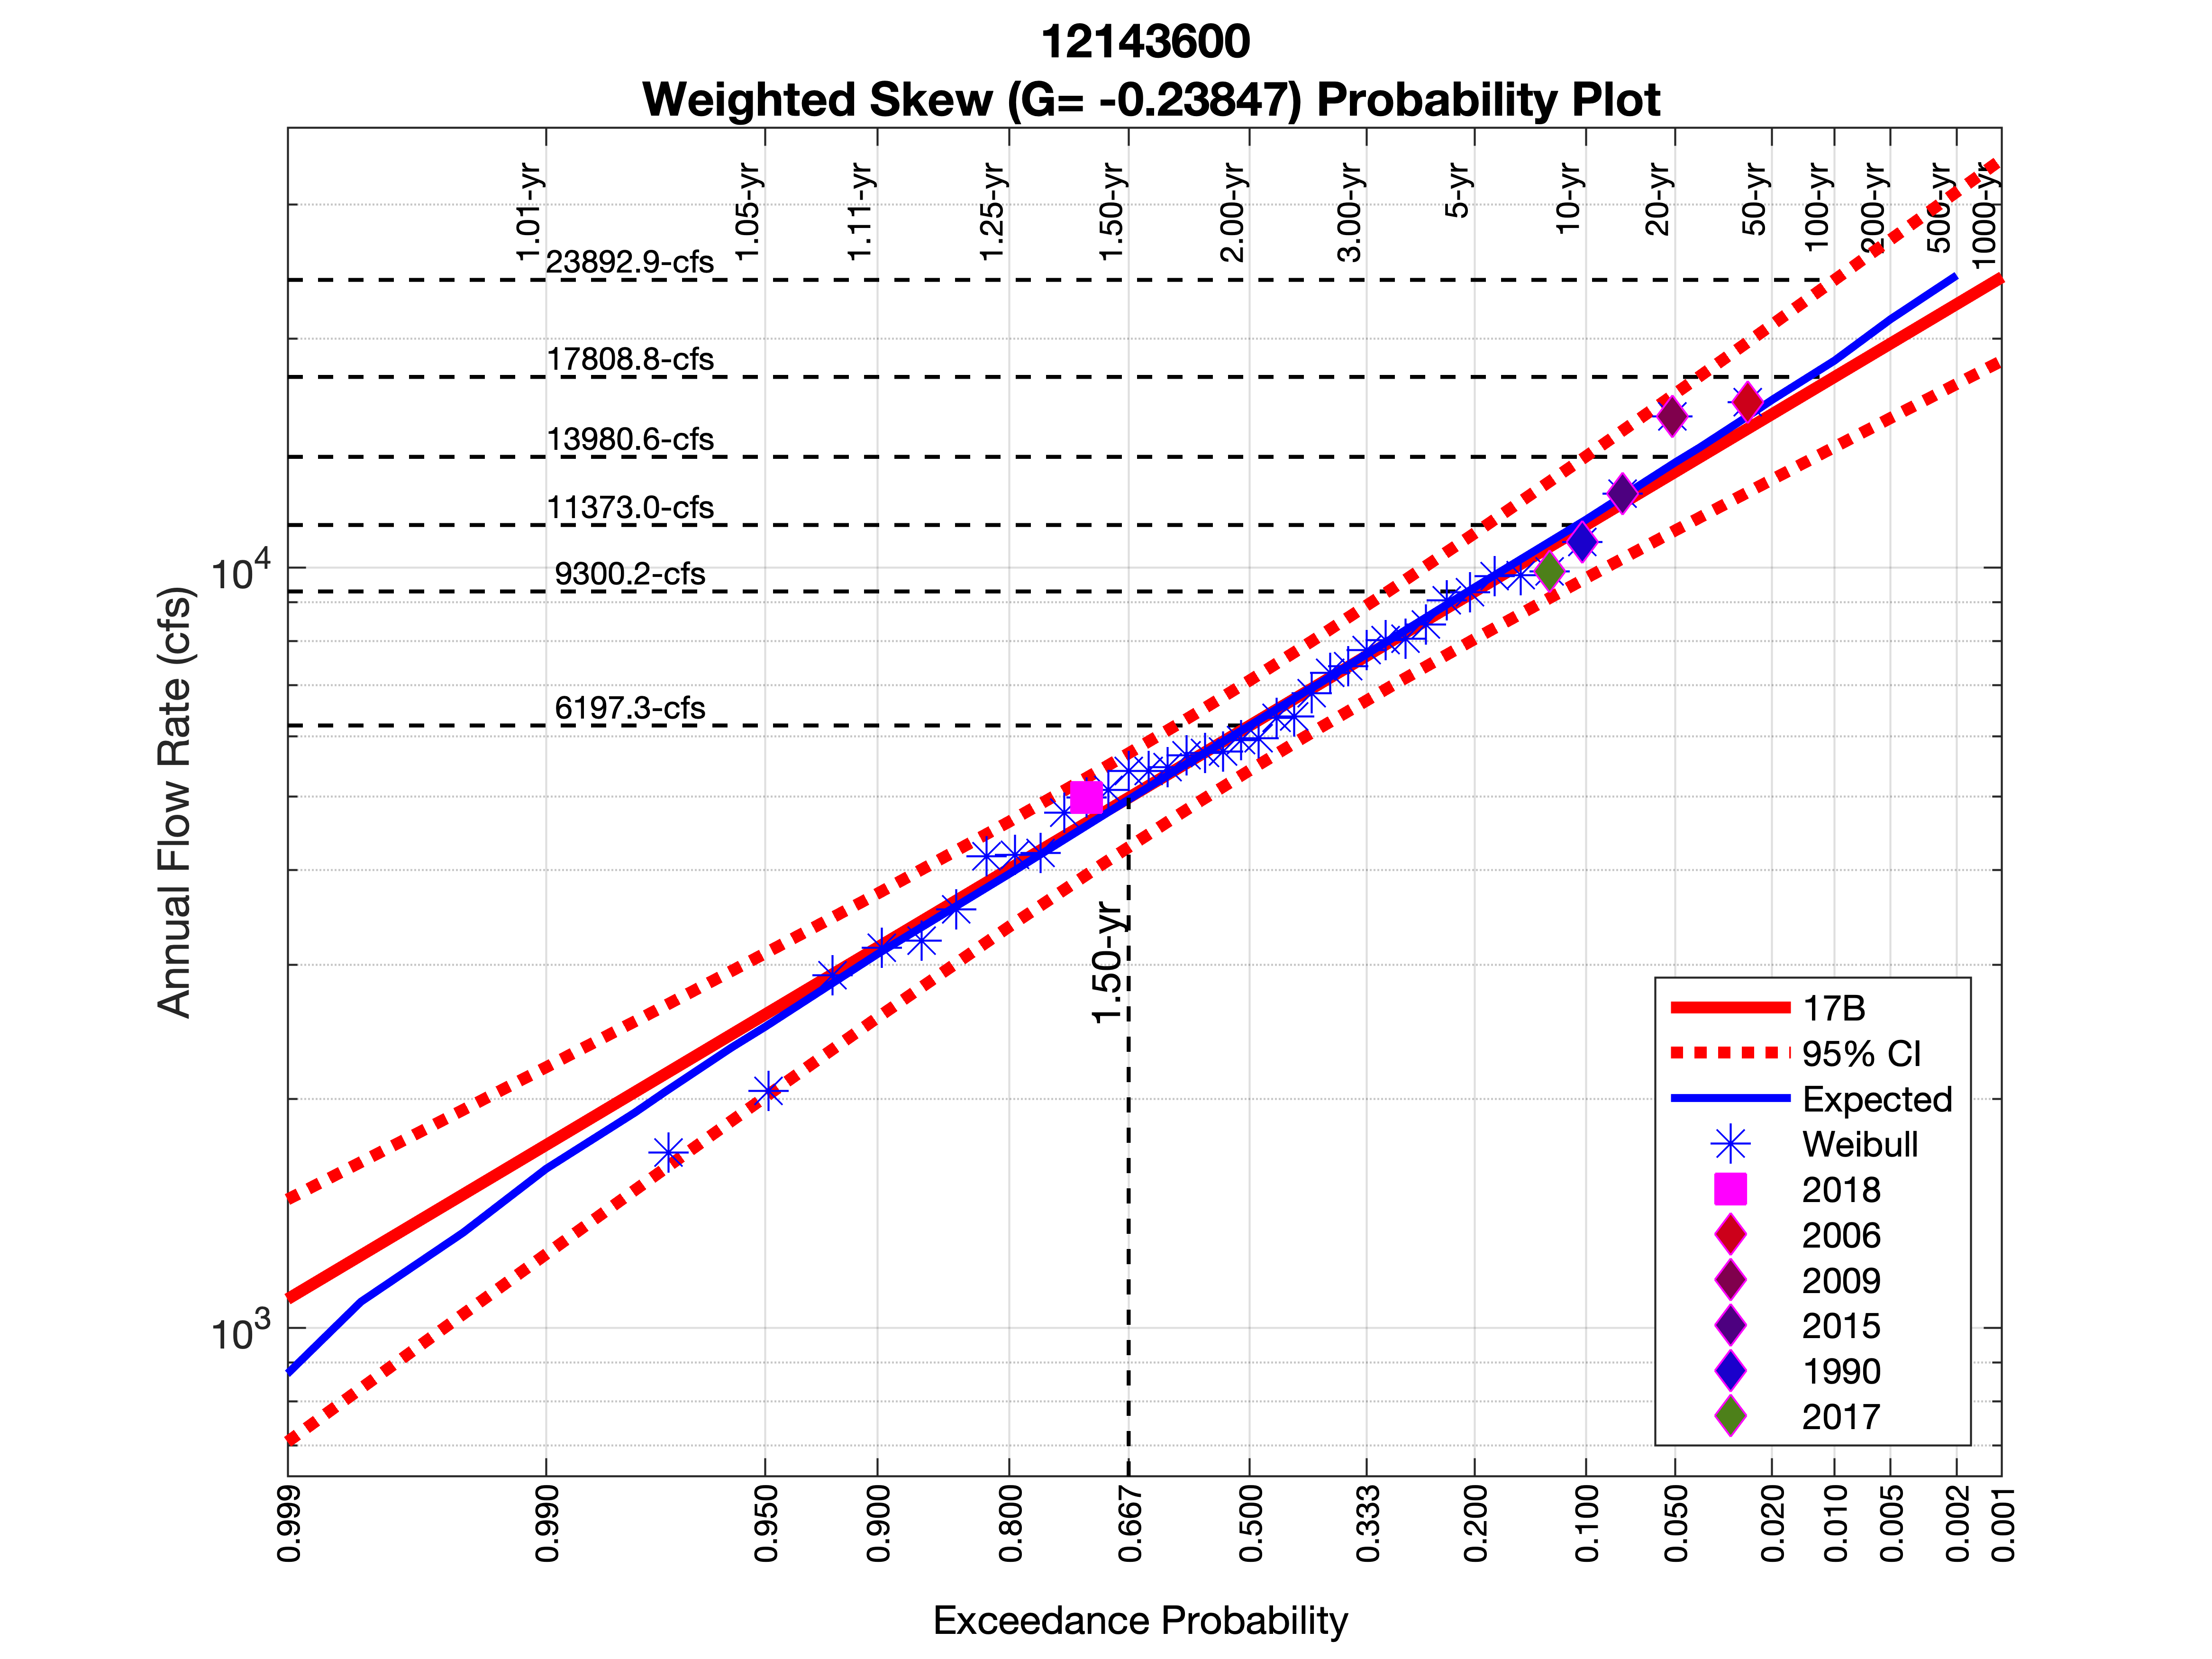 12143600
Weighted Skew (G= -0.23847) Probability Plot
1.01-yr
1.05-yr
1.11-yr
1.25-yr
1.50-yr
2.00-yr
3.00-yr
5-yr
10-yr
20-yr
50-yr
100-yr
200-yr
500-yr
1000-yr
23892.9-cfs
17808.8-cfs
13980.6-cfs
11373.0-cfs
9300.2-cfs
6197.3-cfs
1.50-yr
10^4
10^3
Annual Flow Rate (cfs)
17B
95% CI
Expected
Weibull
2018
2006
2009
2015
1990
2017
0.999
0.990
0.950
0.900
0.800
0.667
0.500
0.333
0.200
0.100
0.050
0.020
0.010
0.005
0.002
0.001
Exceedance Probability